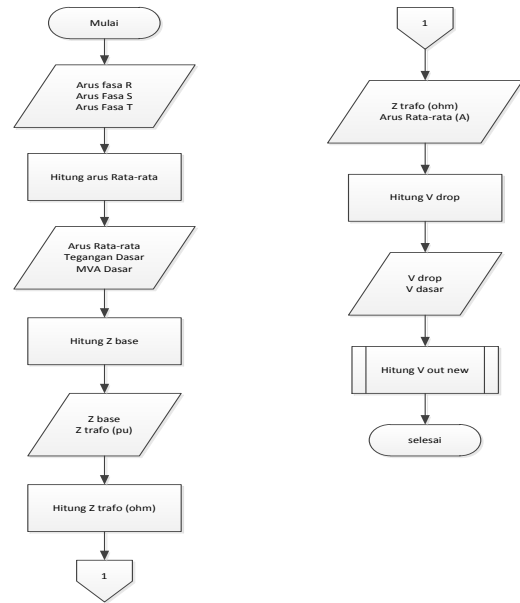 Mulai
Arus fasa R
Arus Fasa S
Arus Fasa T
Hitung arus Rata-rata
Arus Rata-rata
Tegangan Dasar
MVA Dasar
Hitung Z base
Z base
Z trafo (pu)
Hitung Z trafo (ohm)
1
1
Z trafo (ohm)
Arus Rata-rata (A)
Hitung V drop
V drop
V dasar
Hitung V out new
selesai